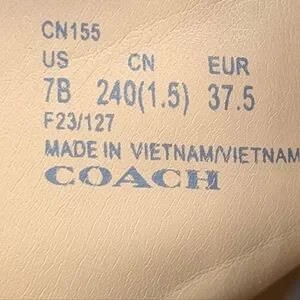 CN155
US CN EUR
7B 240(1.5) 37.5
F23/127
MADE IN VIETNAM/VIETNAM
COACH